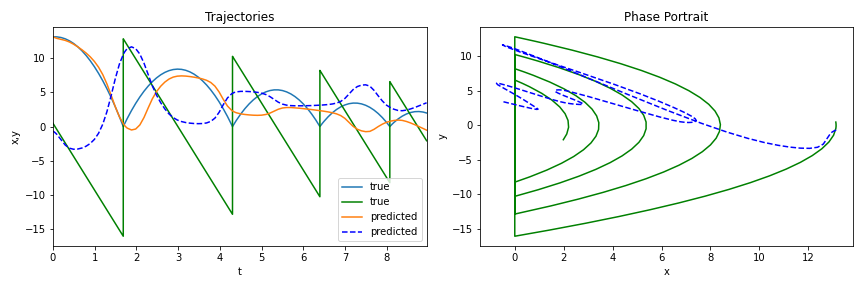 Trajectories
x,y
10
5
0
−5
−10
−15
0 1 2 3 4 5 6 7 8
t
true
true
predicted
predicted
Phase Portrait
y
10
5
0
−5
−10
−15
0 2 4 6 8 10 12
x